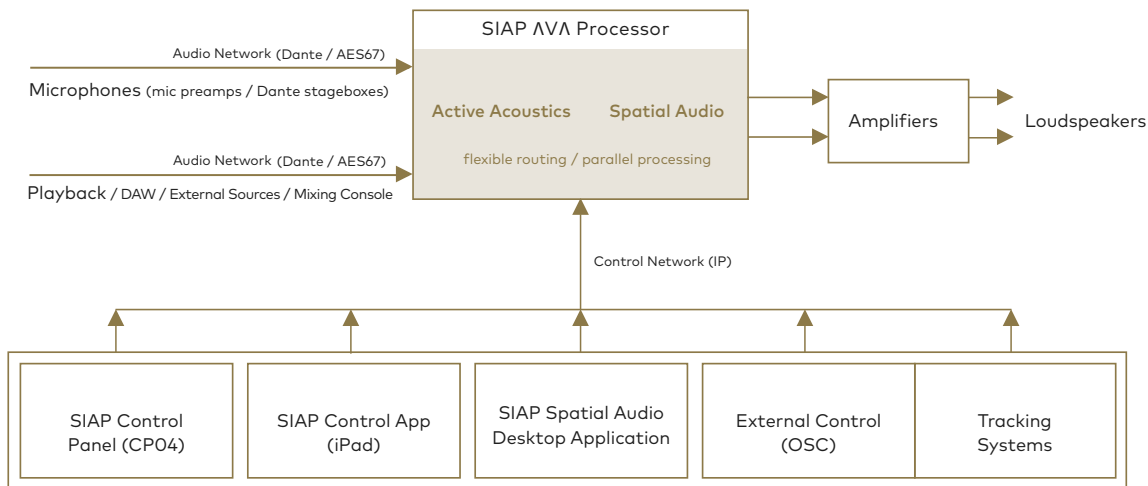 SIAP ΛVΛ Processor
Audio Network (Dante / AES67)
Microphones (mic preamps / Dante stageboxes)
Active Acoustics
Spatial Audio
flexible routing / parallel processing
Audio Network (Dante / AES67)
Playback / DAW / External Sources / Mixing Console
Amplifiers
Loudspeakers
Control Network (IP)
SIAP Control
Panel (CP04)
SIAP Control App
(iPad)
SIAP Spatial Audio
Desktop Application
External Control
(OSC)
Tracking
Systems